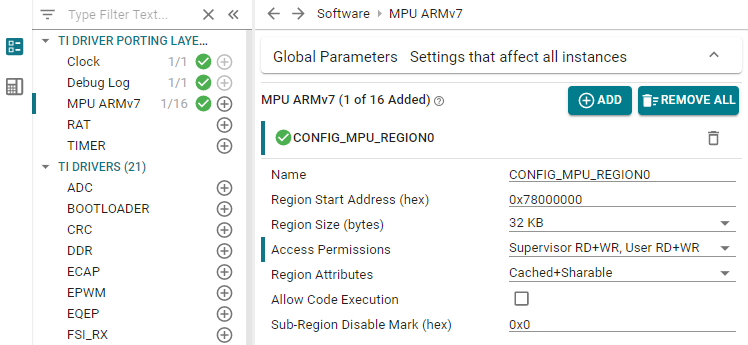 Type Filter Text...
TI DRIVER PORTING LAYE...
Clock 1/1
Debug Log 1/1
MPU ARMv7 1/16
RAT
TIMER
TI DRIVERS (21)
ADC
BOOTLOADER
CRC
DDR
ECAP
EPWM
EQEP
FSI_RX
Software MPU ARMv7
Global Parameters Settings that affect all instances
MPU ARMv7 (1 of 16 Added)
ADD
REMOVE ALL
CONFIG_MPU_REGION0
Name CONFIG_MPU_REGION0
Region Start Address (hex) 0x78000000
Region Size (bytes) 32 KB
Access Permissions Supervisor RD+WR, User RD+WR
Region Attributes Cached+Sharable
Allow Code Execution
Sub-Region Disable Mark (hex) 0x0